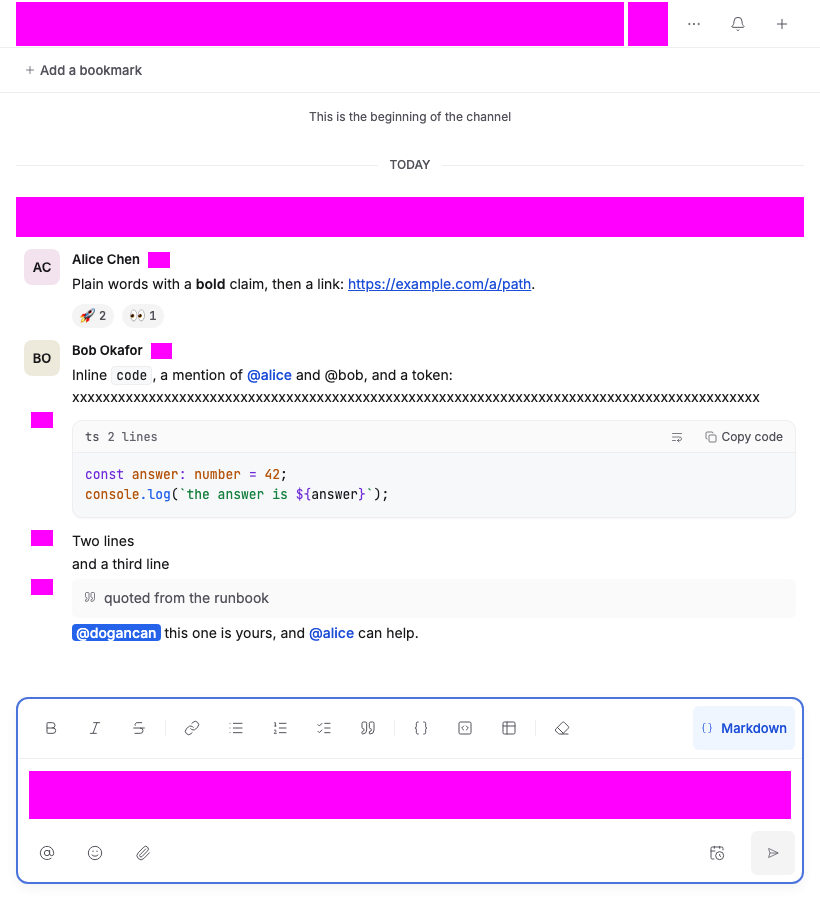 + Add a bookmark
This is the beginning of the channel
TODAY
AC
Alice Chen
Plain words with a bold claim, then a link: https://example.com/a/path.
🚀 2 👀 1
BO
Bob Okafor
Inline code, a mention of @alice and @bob, and a token:
xxxxxxxxxxxxxxxxxxxxxxxxxxxxxxxxxxxxxxxxxxxxxxxxxxxxxxxxxxxxxxxxxxxxxxxxxxxxxxxxxxxxxxxxxx
ts 2 lines
Copy code
const answer: number = 42;
console.log(`the answer is ${answer}`);
Two lines
and a third line
quoted from the runbook
@dogancan this one is yours, and @alice can help.
Markdown